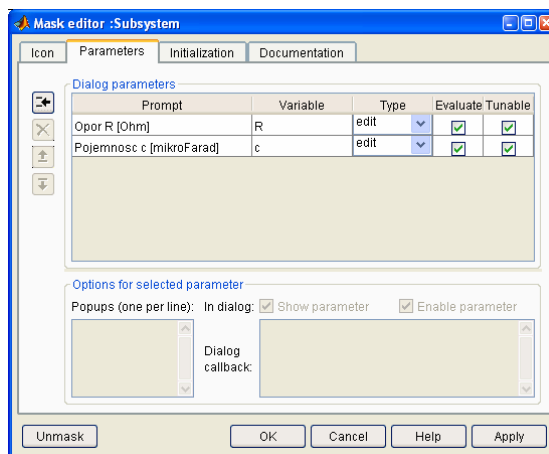 Mask editor :Subsystem
Icon Parameters Initialization Documentation
Dialog parameters
Prompt Variable Type Evaluate Tunable
Opor R [Ohm] R edit
Pojemnosc c [mikroFarad] c edit
Options for selected parameter
Popups (one per line): In dialog: Show parameter Enable parameter
Dialog
callback:
Unmask OK Cancel Help Apply